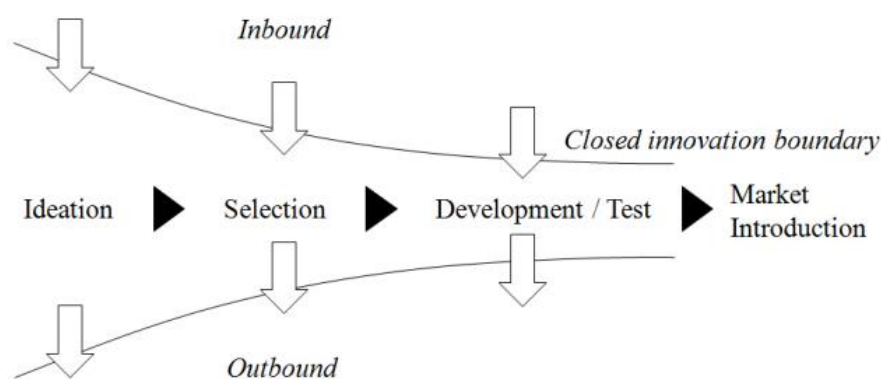 Inbound
Closed innovation boundary
Ideation
Selection
Development / Test
Market
Introduction
Outbound